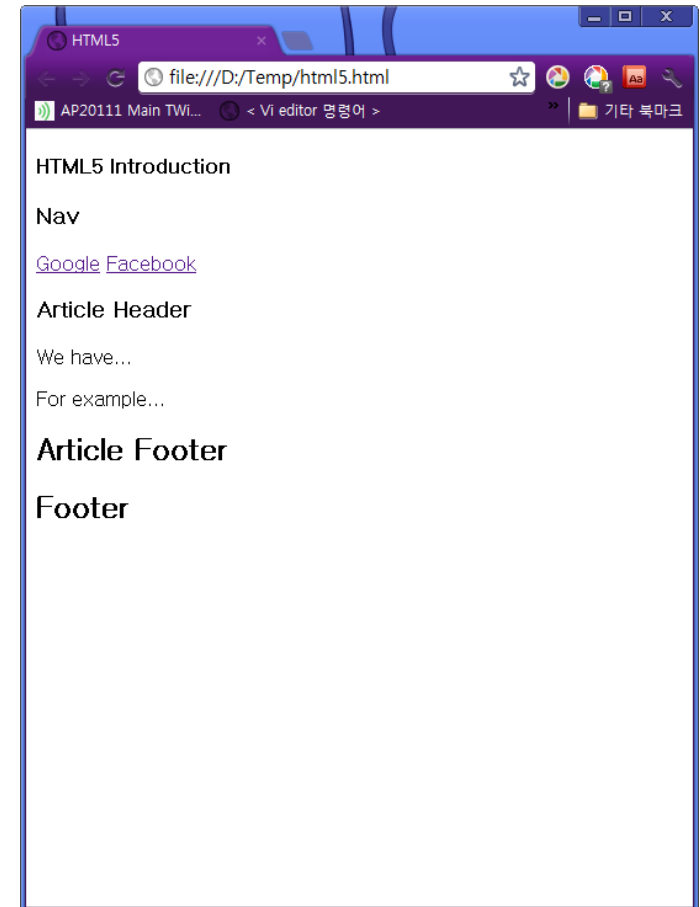 HTML5
file:///D:/Temp/html5.html
AP20111 Main TWi... < Vi editor 명령어 > » 기타 북마크
HTML5 Introduction
Nav
Google Facebook
Article Header
We have...
For example...
Article Footer
Footer